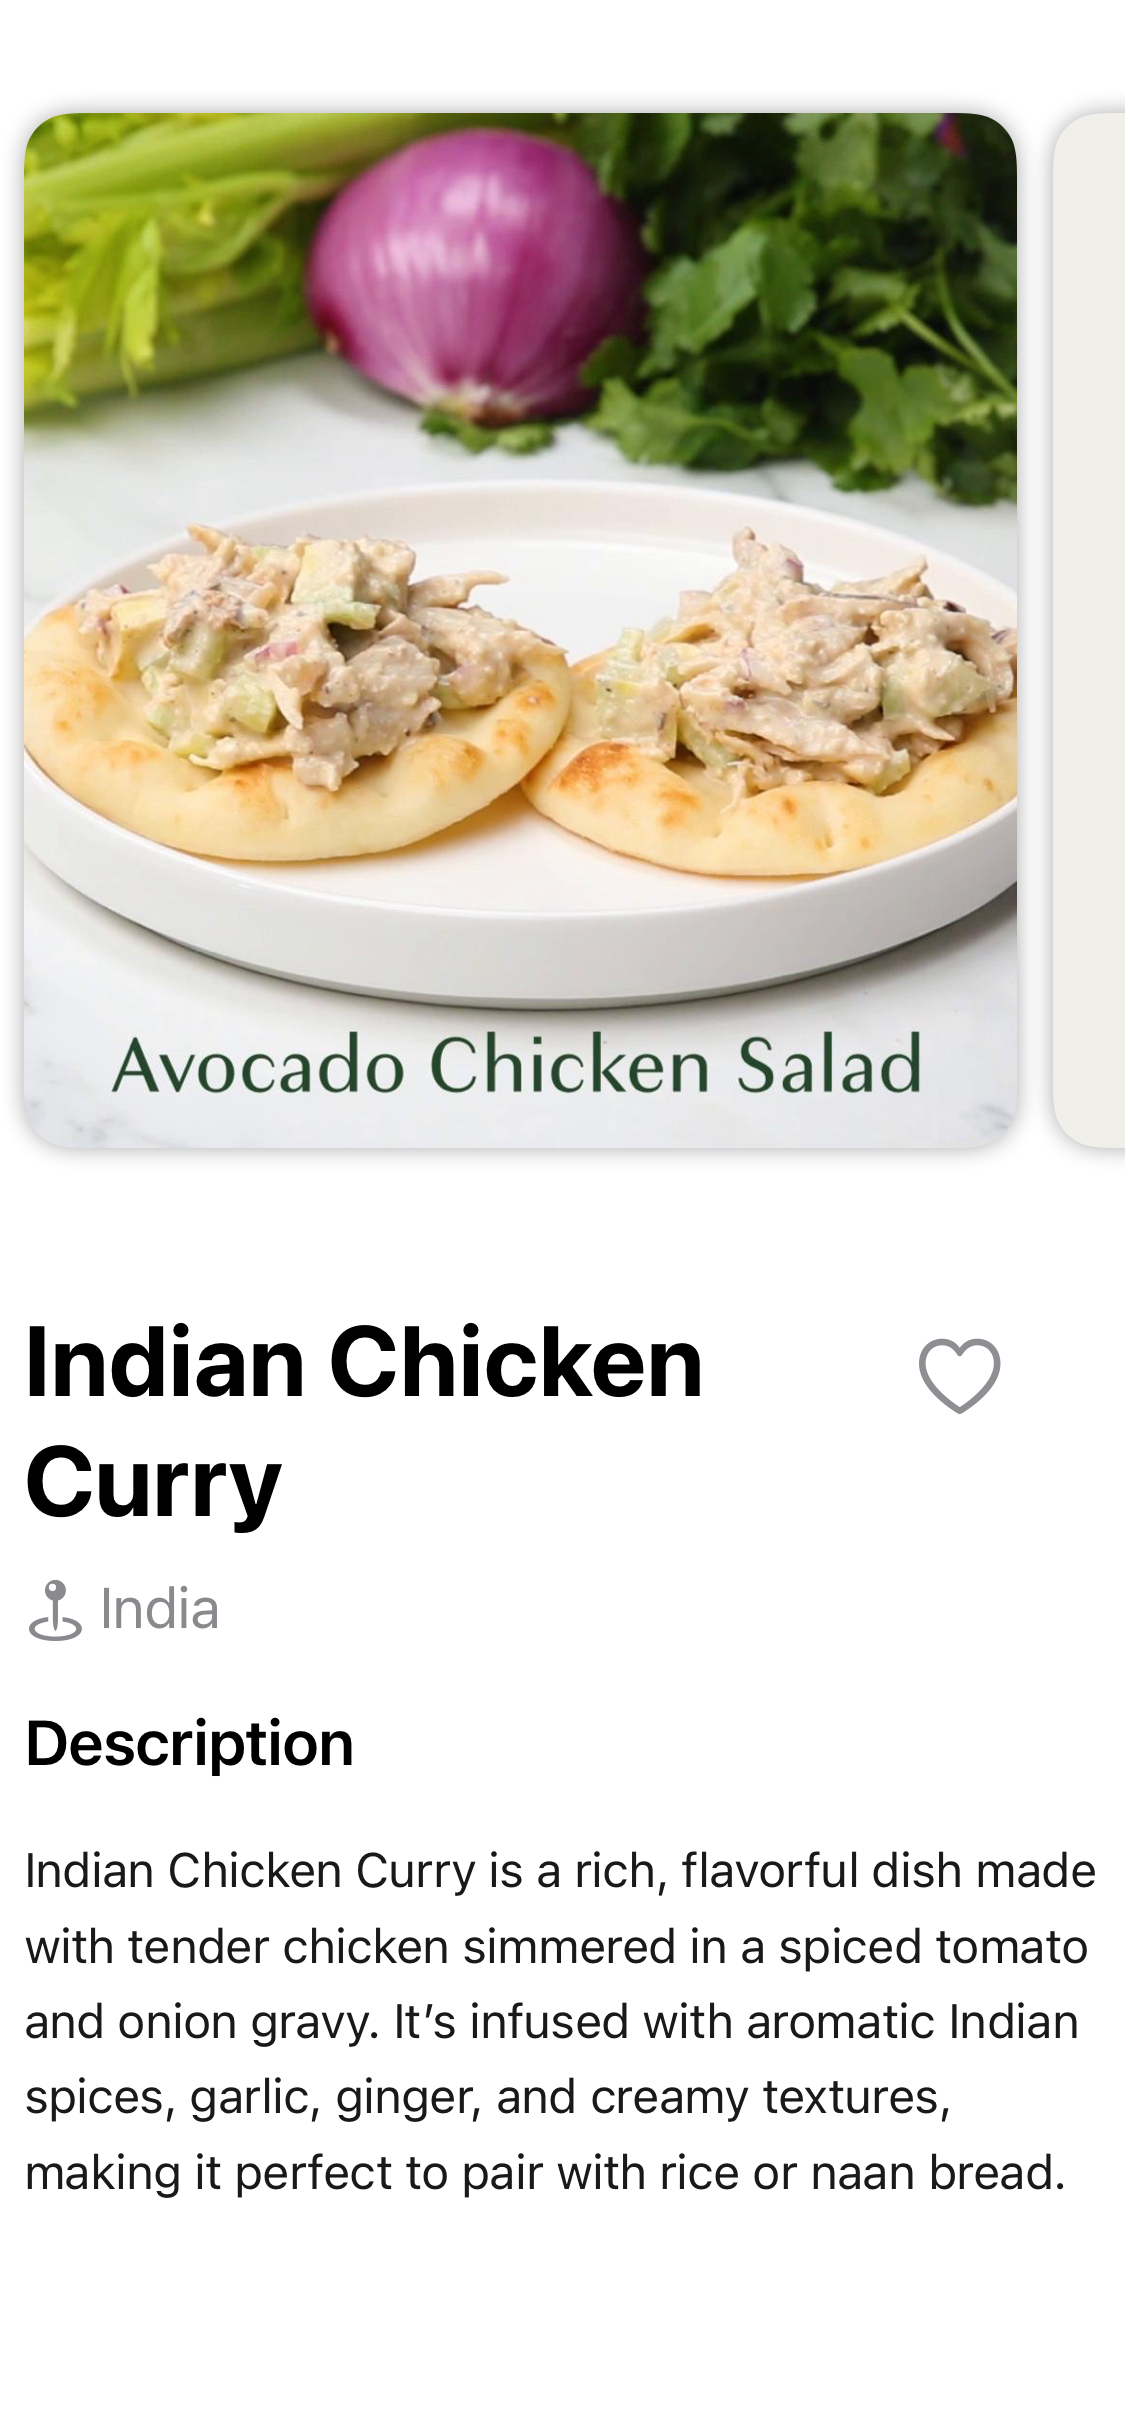 Avocado Chicken Salad
Indian Chicken
Curry
India
Description
Indian Chicken Curry is a rich, flavorful dish made
with tender chicken simmered in a spiced tomato
and onion gravy. It’s infused with aromatic Indian
spices, garlic, ginger, and creamy textures,
making it perfect to pair with rice or naan bread.